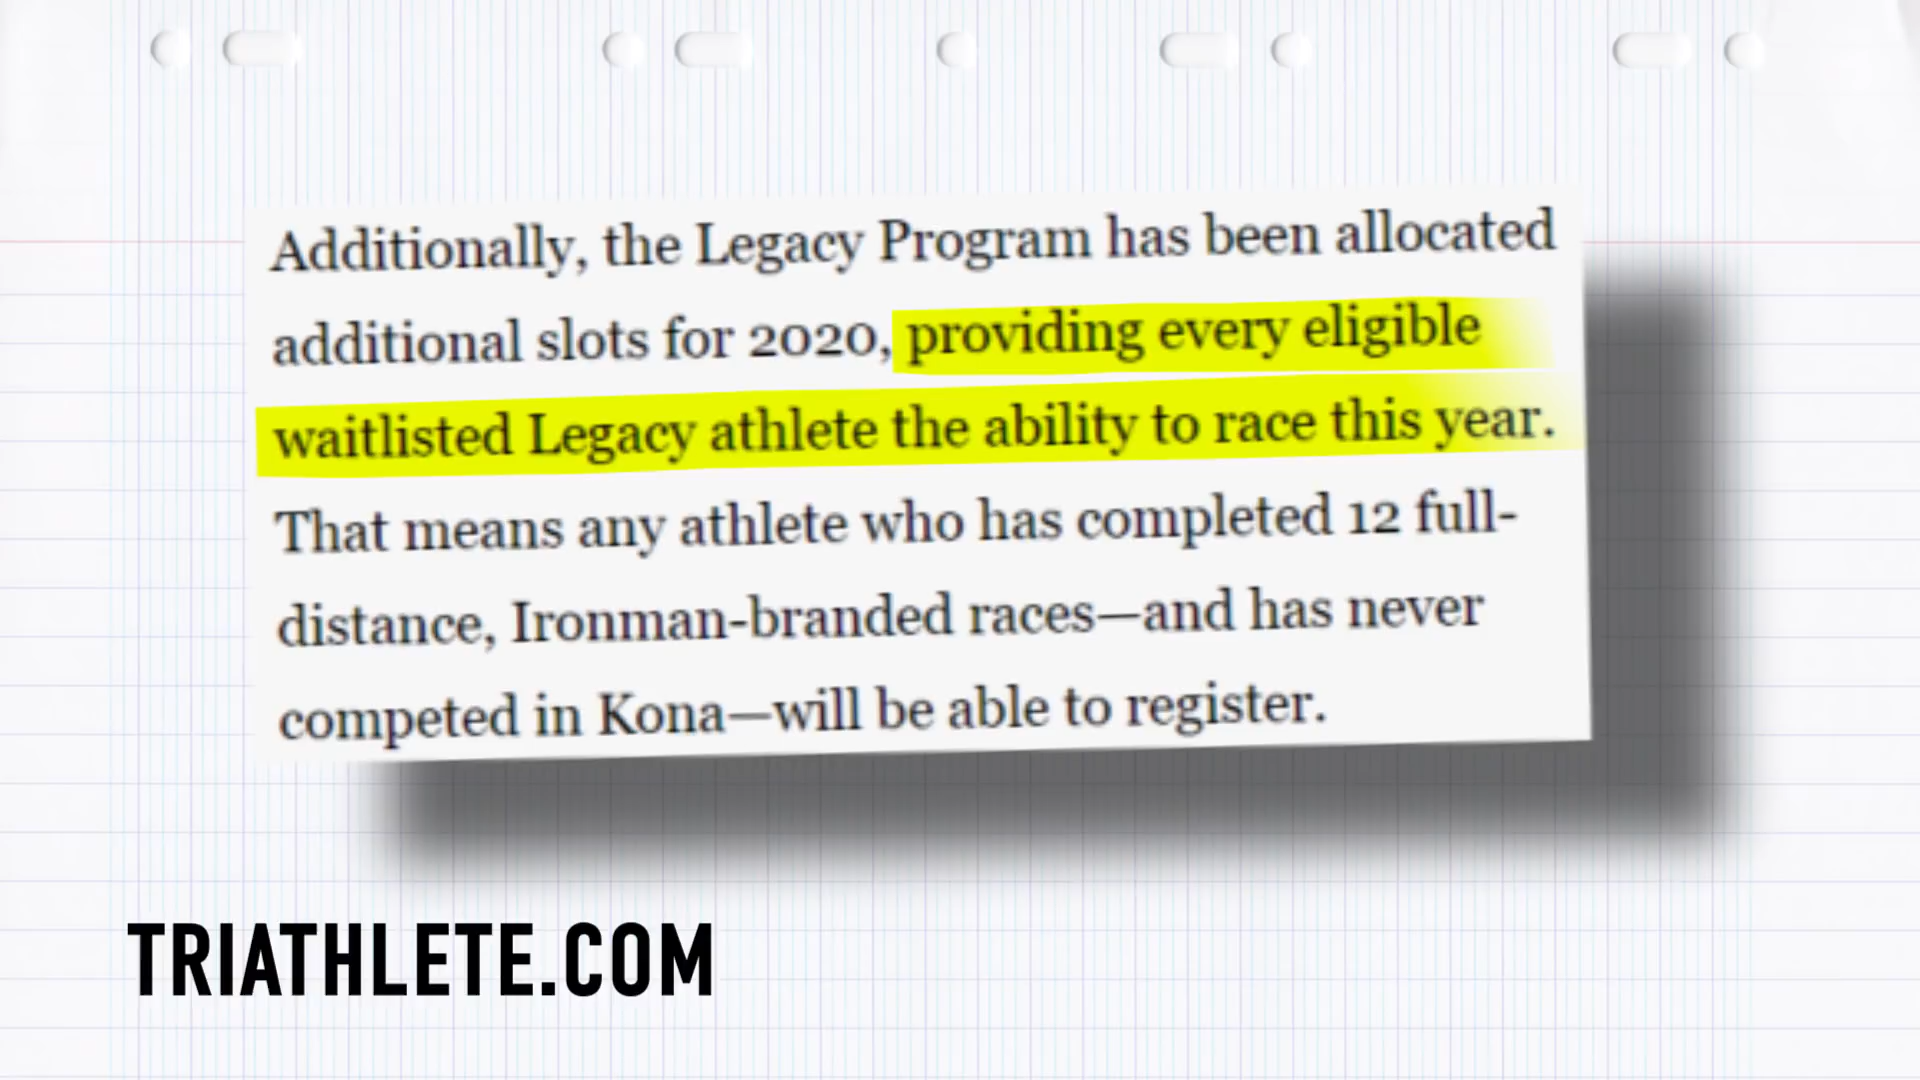 Additionally, the Legacy Program has been allocated
additional slots for 2020, providing every eligible
waitlisted Legacy athlete the ability to race this year.
That means any athlete who has completed 12 full-
distance, Ironman-branded races—and has never
competed in Kona—will be able to register.
TRIATHLETE.COM